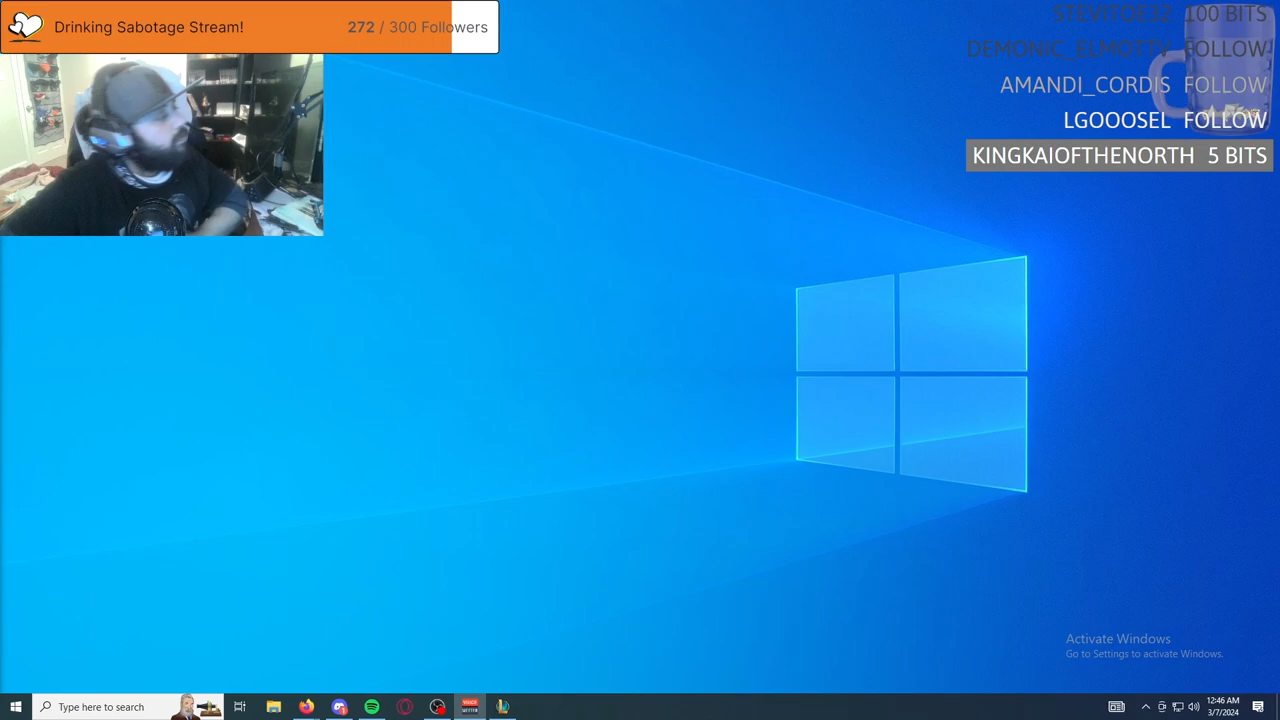 Drinking Sabotage Stream! 272 / 300 Followers
STEVITOE32 100 BITS
DEMONIC_ELMOTTV FOLLOW
AMANDI_CORDIS FOLLOW
LGOOOSEL FOLLOW
KINGKAIOFTHENORTH 5 BITS
Activate Windows
Go to Settings to activate Windows.
Type here to search
12:46 AM
3/7/2024